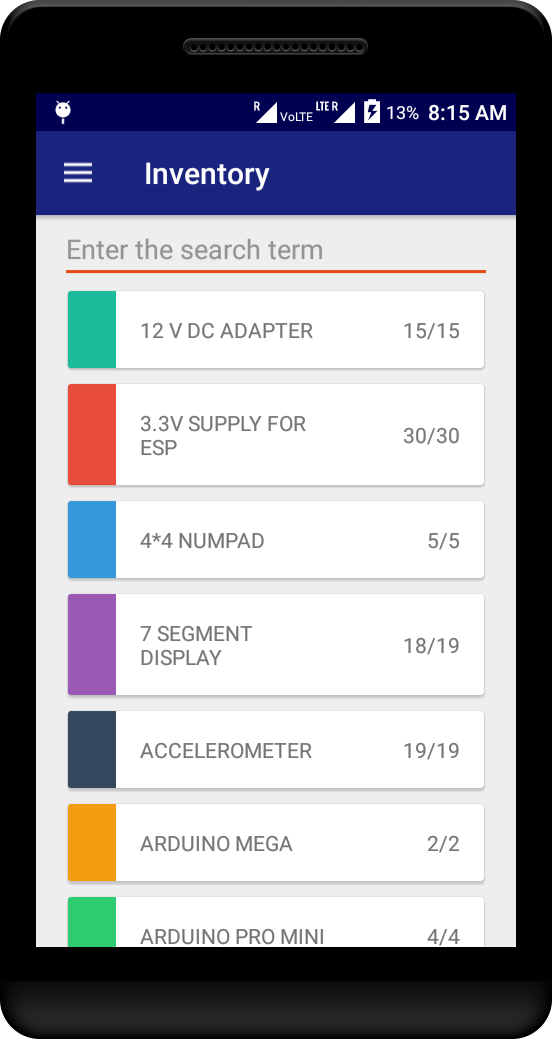 R VoLTE LTE R 13% 8:15 AM
Inventory
Enter the search term
12 V DC ADAPTER 15/15
3.3V SUPPLY FOR
ESP 30/30
4*4 NUMPAD 5/5
7 SEGMENT
DISPLAY 18/19
ACCELEROMETER 19/19
ARDUINO MEGA 2/2
ARDUINO PRO MINI 4/4